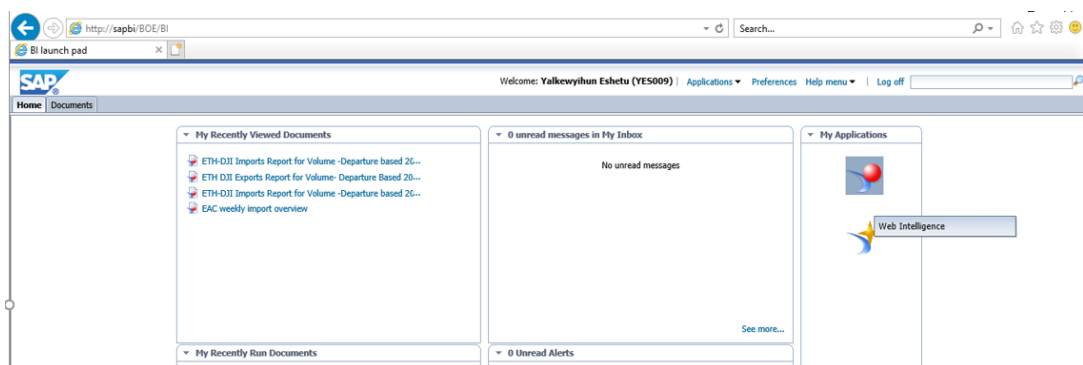 http://sapbi/BOE/BI
Search...
BI launch pad
SAP
Welcome: Yalkewyihun Eshetu (YES009) | Applications Preferences Help menu | Log off
Home Documents
My Recently Viewed Documents
ETH-DJI Imports Report for Volume -Departure based 20...
ETH DJI Exports Report for Volume- Departure Based 20...
ETH-DJI Imports Report for Volume -Departure based 20...
EAC weekly import overview
0 unread messages in My Inbox
No unread messages
See more...
My Applications
Web Intelligence
My Recently Run Documents
0 Unread Alerts